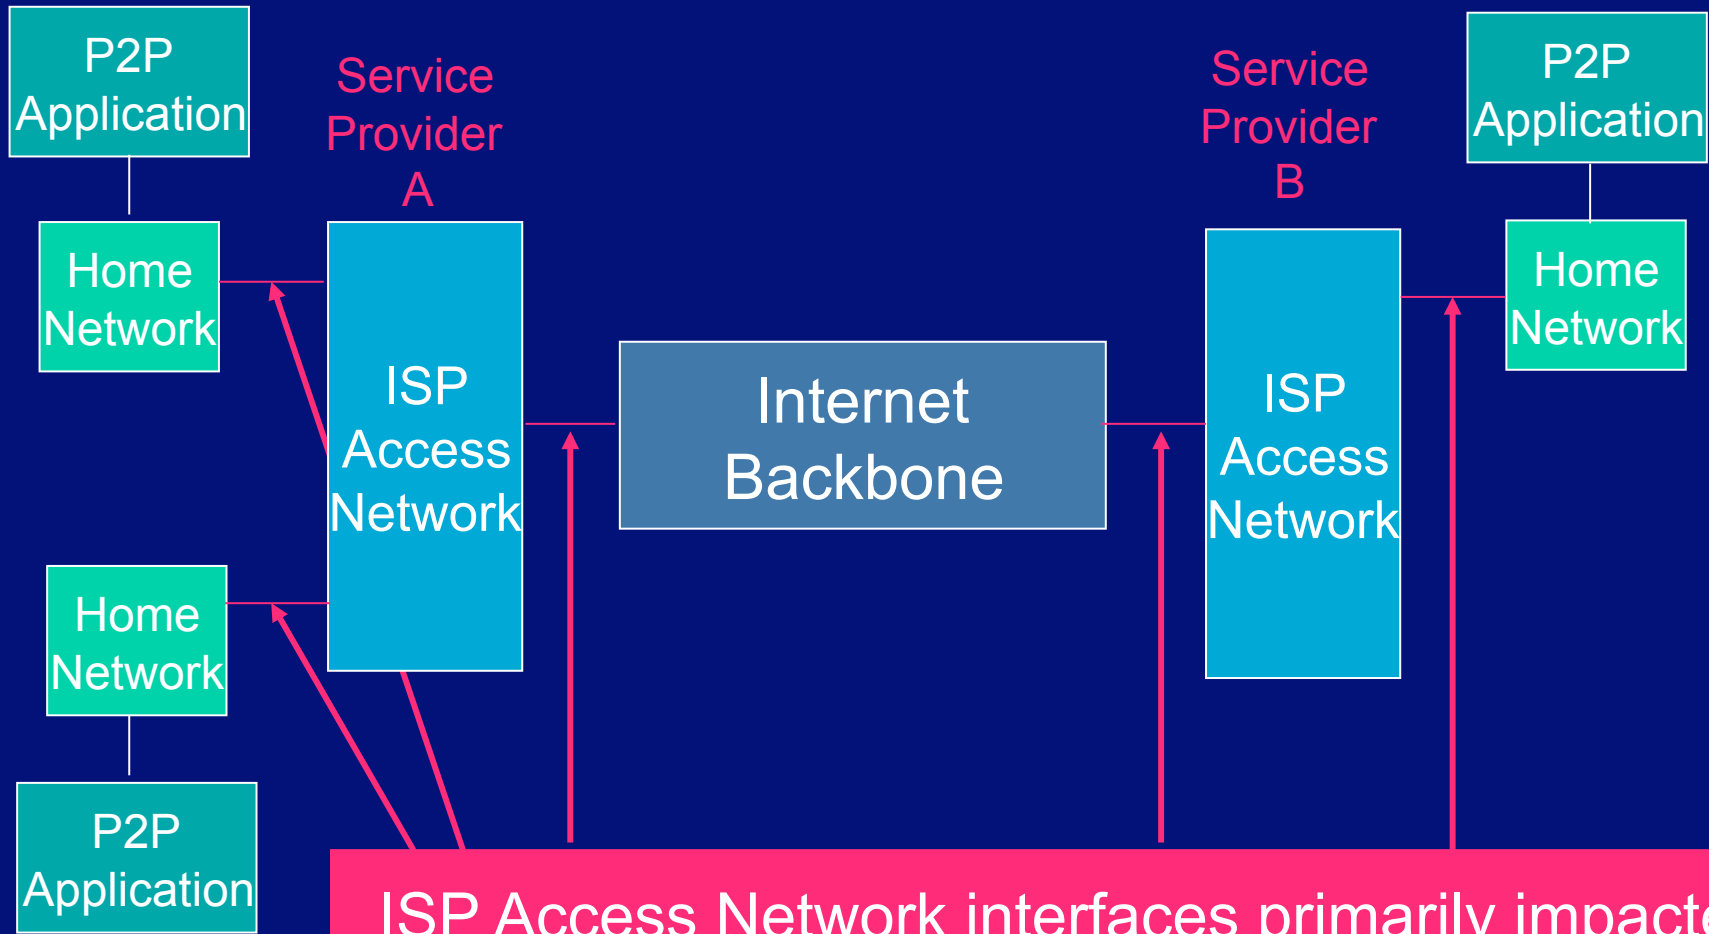 P2P
Application
Service
Provider
A
Service
Provider
B
P2P
Application
Home
Network
ISP
Access
Network
Internet
Backbone
ISP
Access
Network
Home
Network
Home
Network
P2P
Application
ISP Access Network interfaces primarily